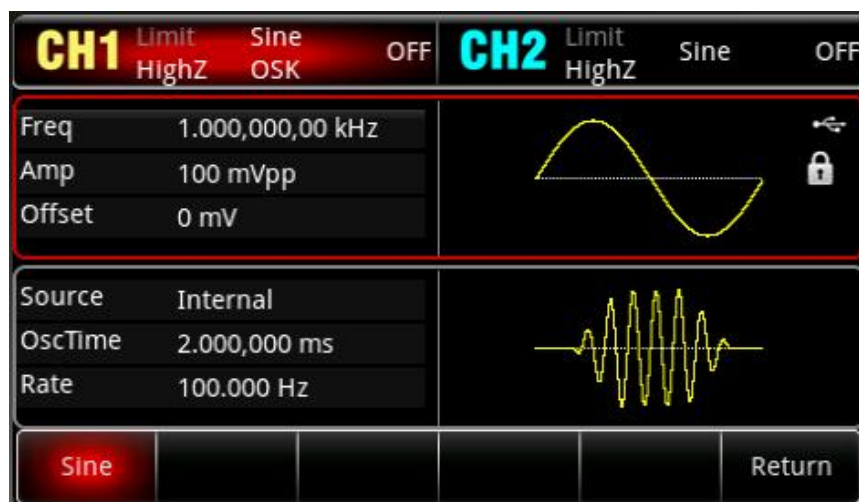 CH1 Limit Sine OFF CH2 Limit Sine OFF
HighZ OSK HighZ
Freq 1.000,000,00 kHz
Amp 100 mVpp
Offset 0 mV
Source Internal
OscTime 2.000,000 ms
Rate 100.000 Hz
Sine Return